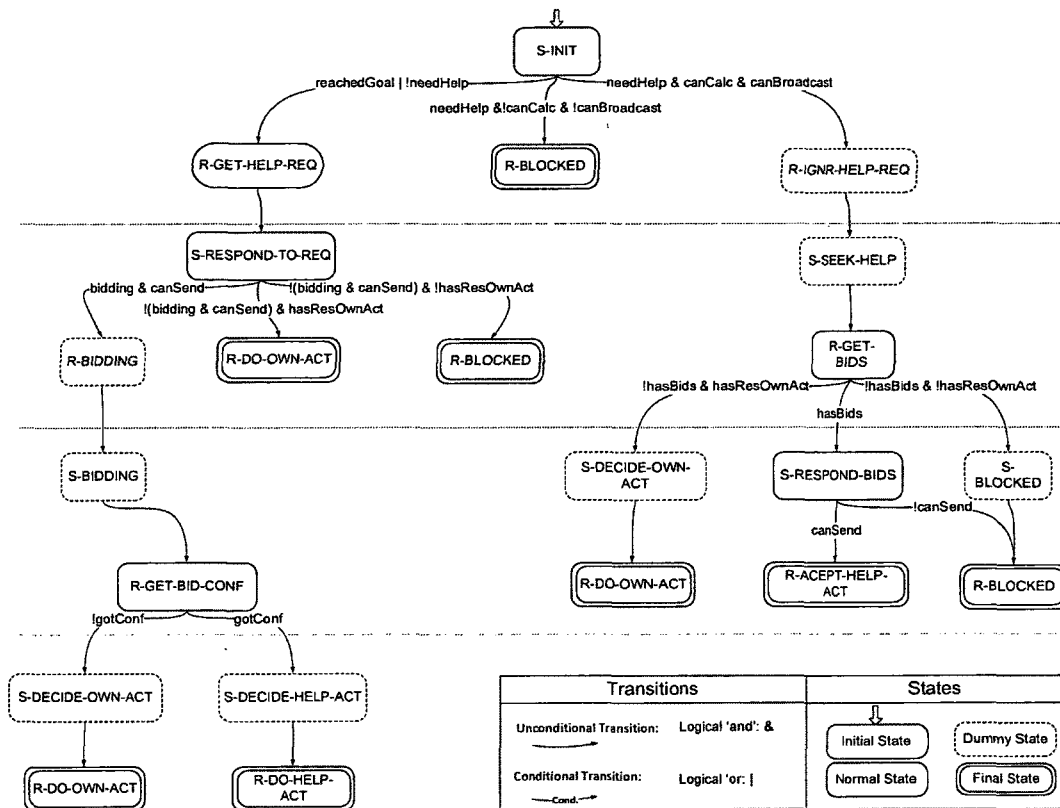 S-INIT
reachedGoal | !needHelp
needHelp & canCalc & canBroadcast
needHelp &!canCalc & !canBroadcast
R-GET-HELP-REQ
R-BLOCKED
R-IGNR-HELP-REQ
S-RESPOND-TO-REQ
S-SEEK-HELP
bidding & canSend
!(bidding & canSend) & !hasResOwnAct
!(bidding & canSend) & hasResOwnAct
R-BIDDING
R-DO-OWN-ACT
R-BLOCKED
R-GET-
BIDS
!hasBids & hasResOwnAct
!hasBids & !hasResOwnAct
hasBids
S-BIDDING
S-DECIDE-OWN-
ACT
S-RESPOND-BIDS
S-
BLOCKED
!canSend
canSend
R-GET-BID-CONF
R-DO-OWN-ACT
R-ACEPT-HELP-
ACT
R-BLOCKED
!gotConf
gotConf
S-DECIDE-OWN-ACT
S-DECIDE-HELP-ACT
R-DO-OWN-ACT
R-DO-HELP-
ACT
Transitions
States
Unconditional Transition:
Logical 'and': &
Initial State
Dummy State
Conditional Transition:
Logical 'or: |
Normal State
Final State
Cond.